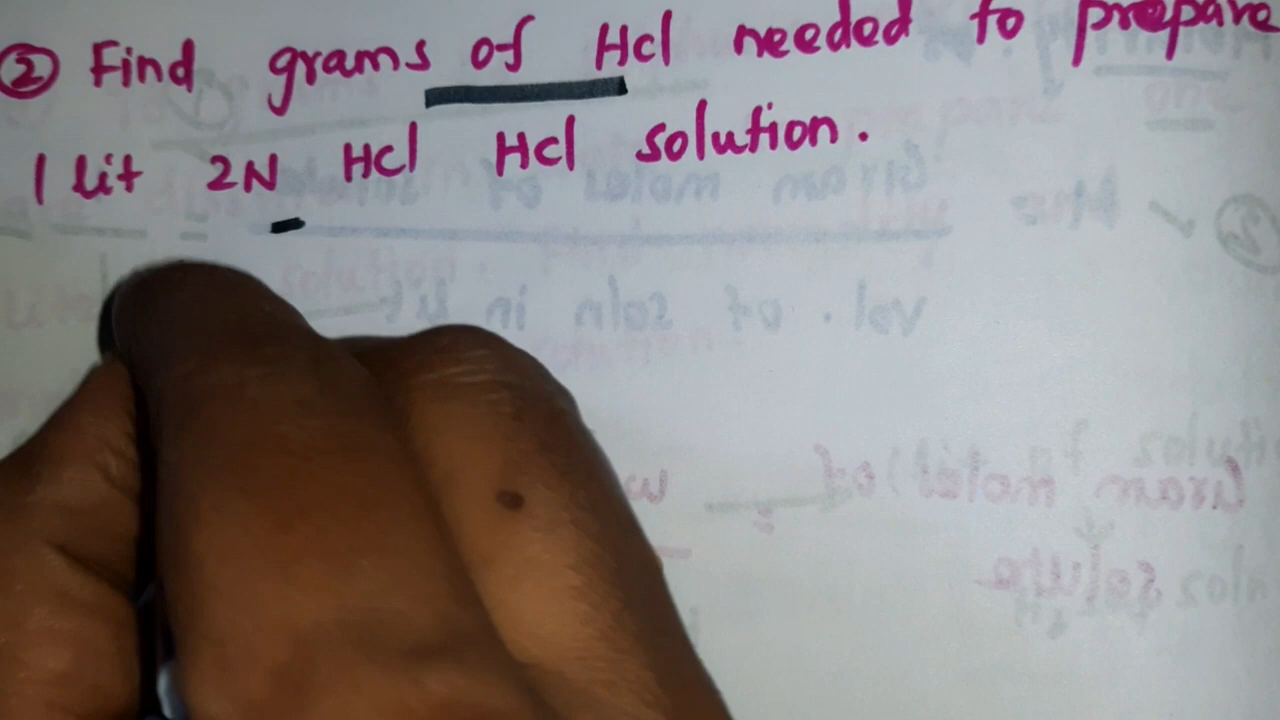 ② Find grams of Hcl needed to prepare
1 lit 2N Hcl Hcl solution.